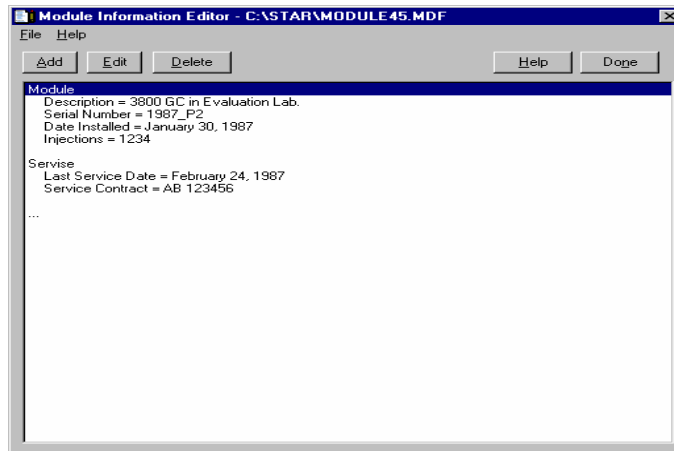 Module Information Editor - C:\STAR\MODULE45.MDF
File Help
Add Edit Delete Help Done
Module
Description = 3800 GC in Evaluation Lab.
Serial Number = 1987_P2
Date Installed = January 30, 1987
Injections = 1234
Servise
Last Service Date = February 24, 1987
Service Contract = AB 123456
...